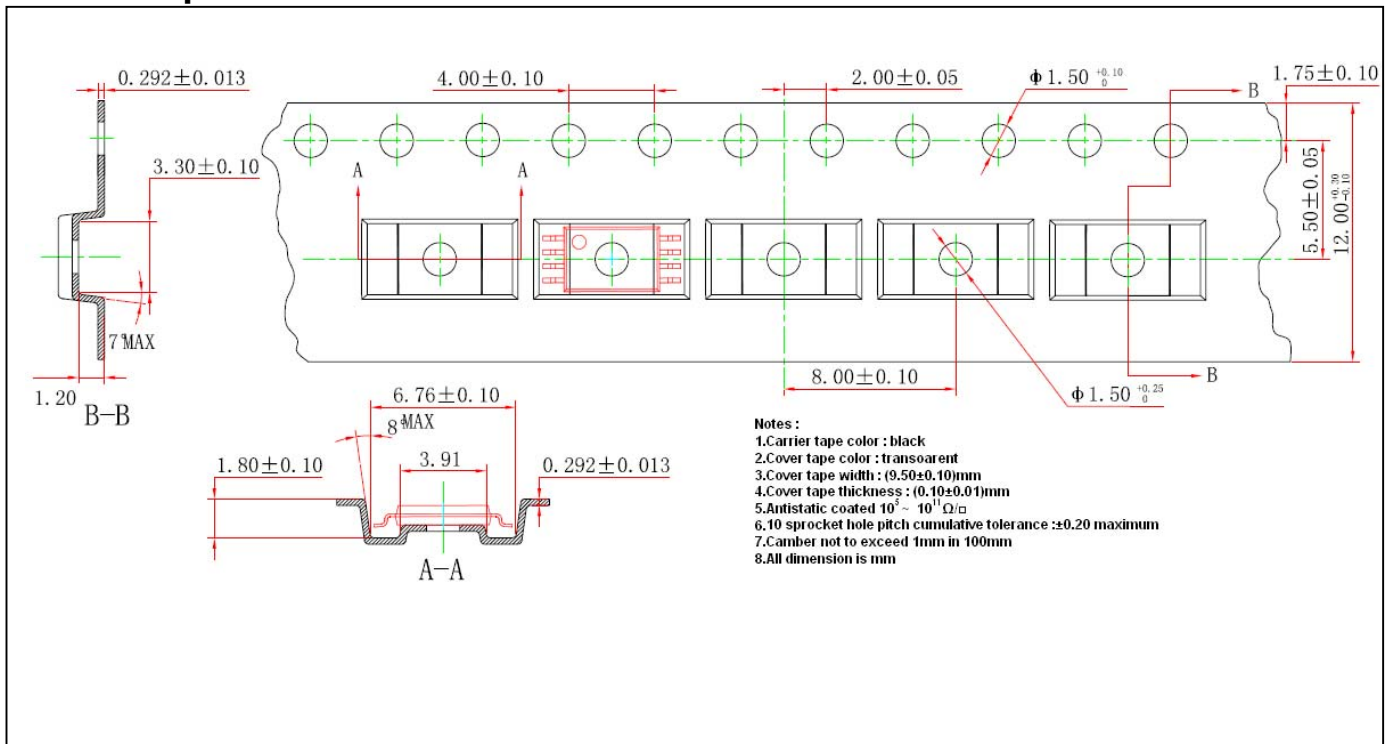 0.292±0.013
4.00±0.10
2.00±0.05
ϕ1.50 +0.10 0
1.75±0.10
B
3.30±0.10
A
A
5.50±0.05
12.00 +0.30 -0.10
7°MAX
1.20
B-B
8.00±0.10
B
ϕ1.50 +0.25 0
6.76±0.10
8°MAX
1.80±0.10
3.91
0.292±0.013
A-A
Notes :
1.Carrier tape color : black
2.Cover tape color : transoarent
3.Cover tape width : (9.50±0.10)mm
4.Cover tape thickness : (0.10±0.01)mm
5.Antistatic coated 10⁵ ~ 10¹¹ Ω/□
6.10 sprocket hole pitch cumulative tolerance :±0.20 maximum
7.Camber not to exceed 1mm in 100mm
8.All dimension is mm